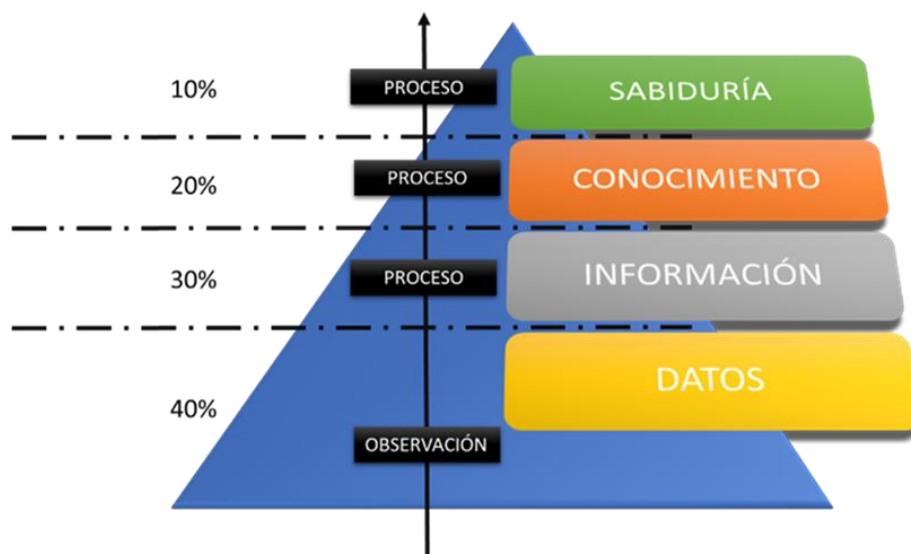 10%
PROCESO
SABIDURÍA
20%
PROCESO
CONOCIMIENTO
30%
PROCESO
INFORMACIÓN
DATOS
40%
OBSERVACIÓN